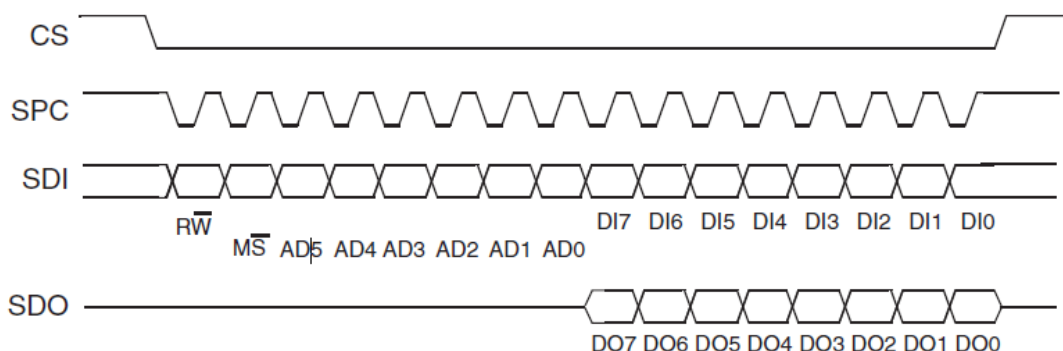 CS
SPC
SDI
RW̅ DI7 DI6 DI5 DI4 DI3 DI2 DI1 DI0
MS̅ AD5 AD4 AD3 AD2 AD1 AD0
SDO
DO7 DO6 DO5 DO4 DO3 DO2 DO1 DO0